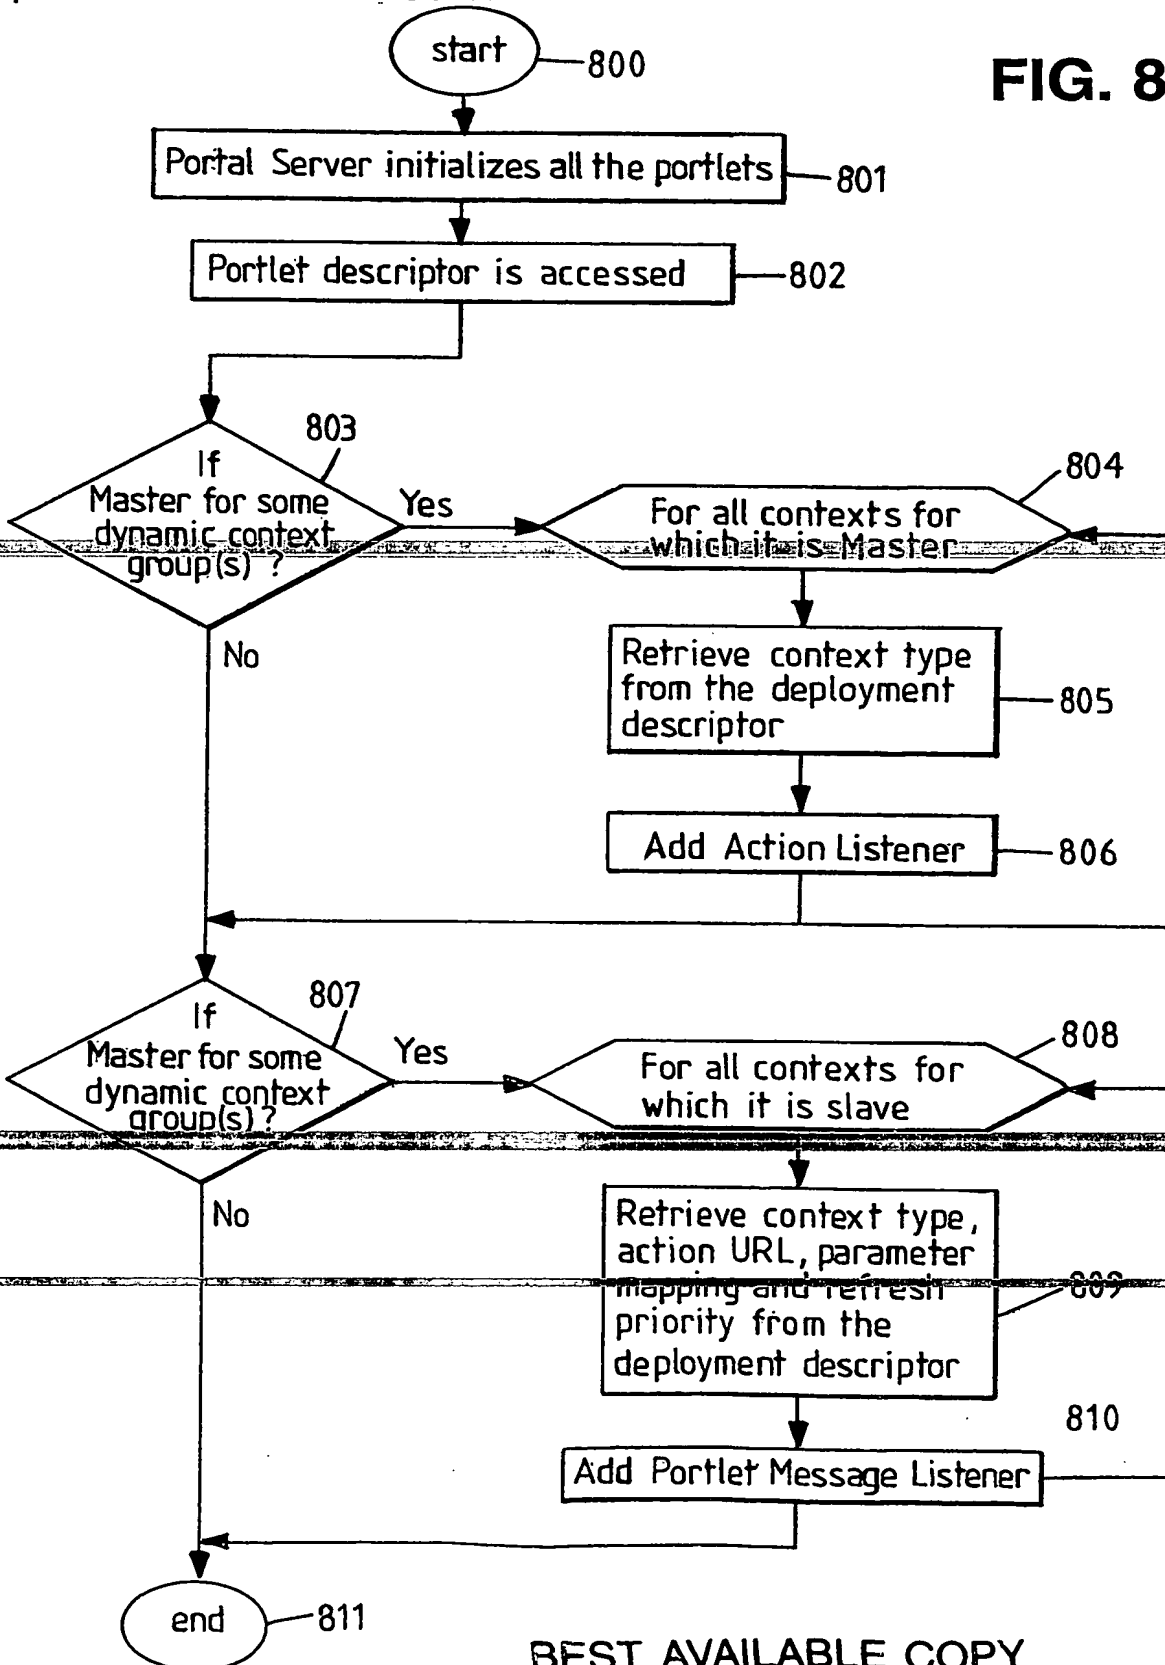 start
800
FIG. 8
Portal Server initializes all the portlets
801
Portlet descriptor is accessed
802
803
If
Master for some
dynamic context
group(s) ?
Yes
No
804
For all contexts for
which it is Master
Retrieve context type
from the deployment
descriptor
805
Add Action Listener
806
807
If
Master for some
dynamic context
group(s)?
Yes
No
808
For all contexts for
which it is slave
Retrieve context type,
action URL, parameter
mapping and refresh
priority from the
deployment descriptor
809
810
Add Portlet Message Listener
end
811
BEST AVAILABLE COPY